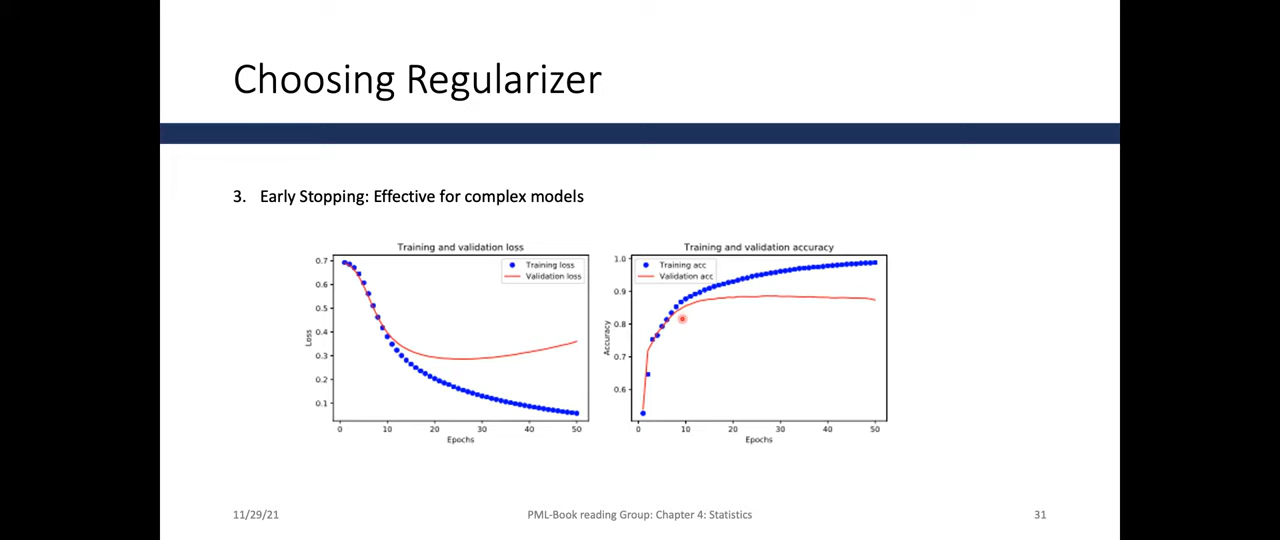 Choosing Regularizer
3. Early Stopping: Effective for complex models
Training and validation loss
0.7
0.6
0.5
0.4
0.3
0.2
0.1
Loss
Training loss
Validation loss
0 10 20 30 40 50
Epochs
Training and validation accuracy
1.0
0.9
0.8
0.7
0.6
Accuracy
Training acc
Validation acc
0 10 20 30 40 50
Epochs
11/29/21 PML-Book reading Group: Chapter 4: Statistics 31